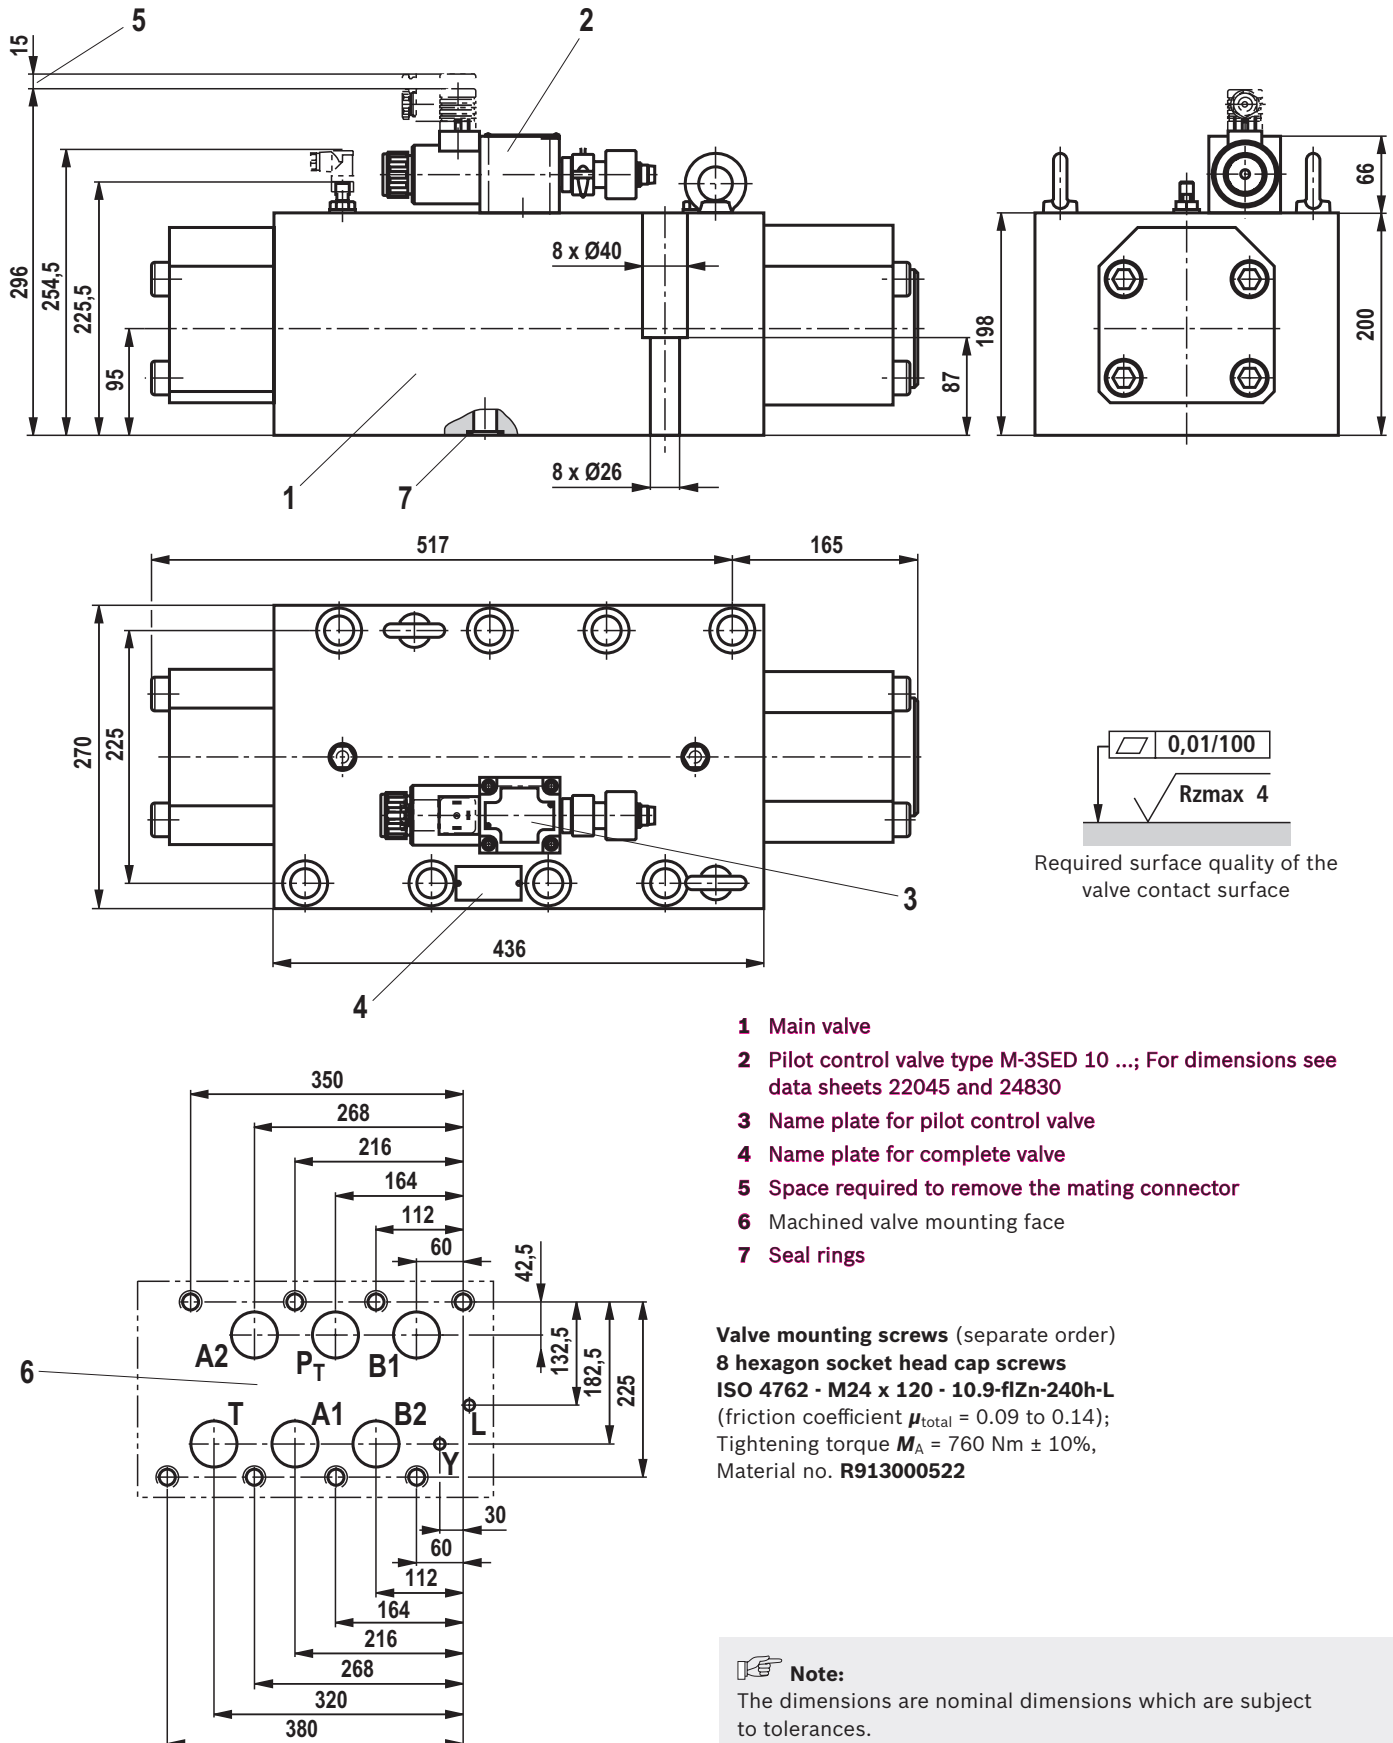 5
2
15
296
254,5
225,5
95
8 x Ø40
87
8 x Ø26
1
7
66
198
200
517
165
270
225
436
3
4
0,01/100
Rzmax 4
Required surface quality of the
valve contact surface
1 Main valve
2 Pilot control valve type M-3SED 10 ...; For dimensions see
data sheets 22045 and 24830
3 Name plate for pilot control valve
4 Name plate for complete valve
5 Space required to remove the mating connector
6 Machined valve mounting face
7 Seal rings
350
268
216
164
112
60
42,5
132,5
182,5
225
A2
PT
B1
6
T
A1
B2
L
Y
30
60
112
164
216
268
320
380
Valve mounting screws (separate order)
8 hexagon socket head cap screws
ISO 4762 - M24 x 120 - 10.9-flZn-240h-L
(friction coefficient μtotal = 0.09 to 0.14);
Tightening torque MA = 760 Nm ± 10%,
Material no. R913000522
Note:
The dimensions are nominal dimensions which are subject
to tolerances.